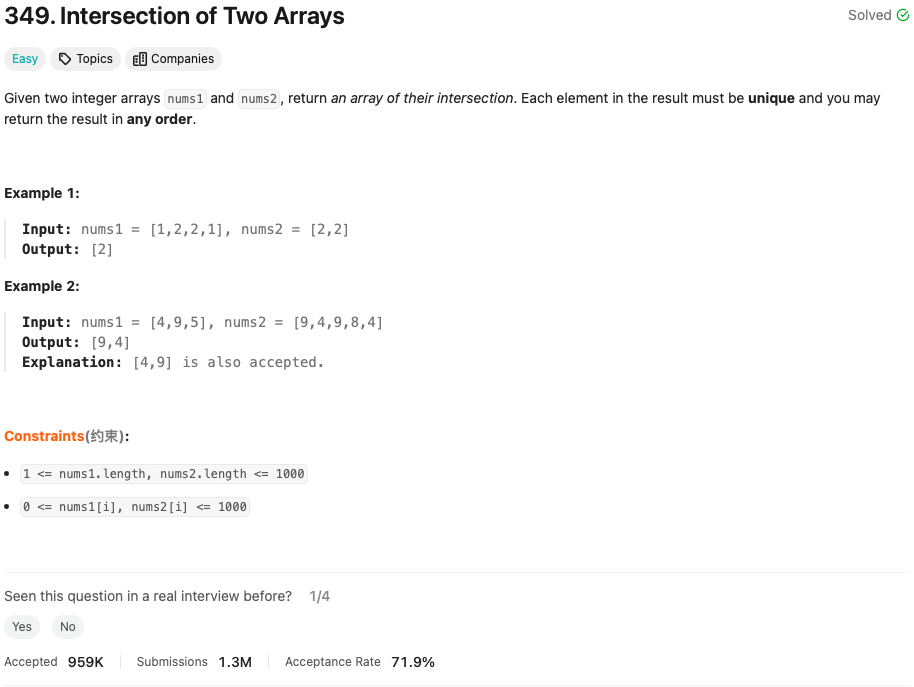 349. Intersection of Two Arrays
Solved
Easy
Topics
Companies
Given two integer arrays nums1 and nums2, return an array of their intersection. Each element in the result must be unique and you may
return the result in any order.
Example 1:
Input: nums1 = [1,2,2,1], nums2 = [2,2]
Output: [2]
Example 2:
Input: nums1 = [4,9,5], nums2 = [9,4,9,8,4]
Output: [9,4]
Explanation: [4,9] is also accepted.
Constraints(约束):
1 <= nums1.length, nums2.length <= 1000
0 <= nums1[i], nums2[i] <= 1000
Seen this question in a real interview before? 1/4
Yes No
Accepted 959K Submissions 1.3M Acceptance Rate 71.9%